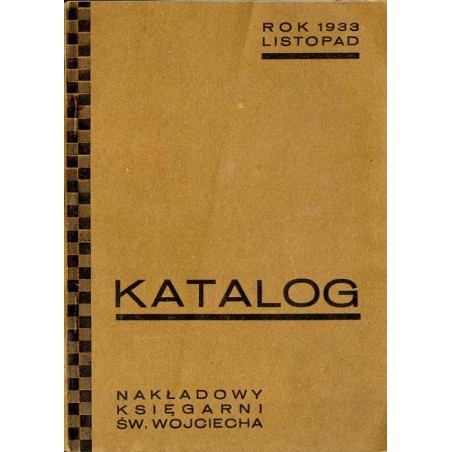 ROK 1933
LISTOPAD
KATALOG
NAKŁADOWY
KSIĘGARNI
ŚW. WOJCIECHA